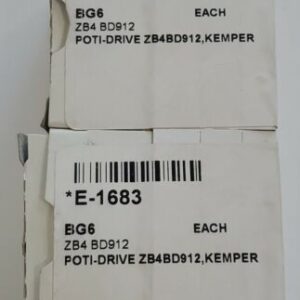 BG6 EACH
ZB4 BD912
POTI-DRIVE ZB4BD912,KEMPER
*E-1683
BG6 EACH
ZB4 BD912
POTI-DRIVE ZB4BD912,KEMPER